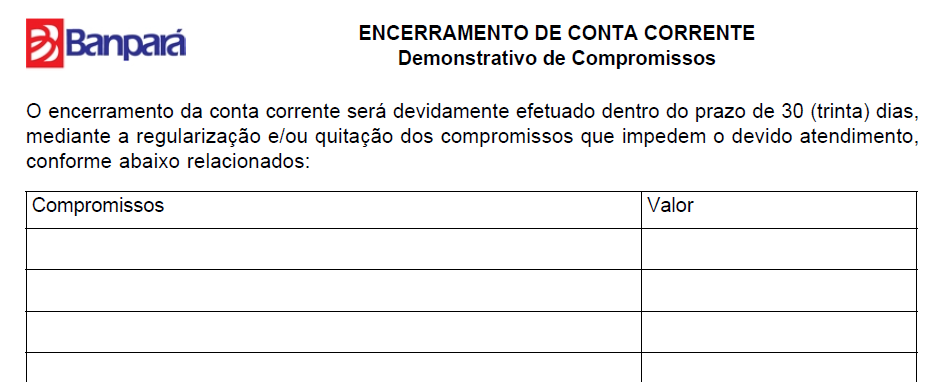 Banpará
ENCERRAMENTO DE CONTA CORRENTE
Demonstrativo de Compromissos
O encerramento da conta corrente será devidamente efetuado dentro do prazo de 30 (trinta) dias,
mediante a regularização e/ou quitação dos compromissos que impedem o devido atendimento,
conforme abaixo relacionados:
Compromissos Valor